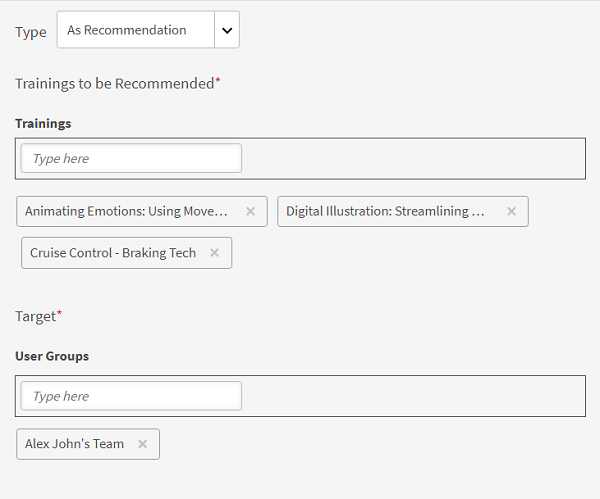 Type As Recommendation
Trainings to be Recommended*
Trainings
Type here
Animating Emotions: Using Move... Digital Illustration: Streamlining ...
Cruise Control - Braking Tech
Target*
User Groups
Type here
Alex John's Team